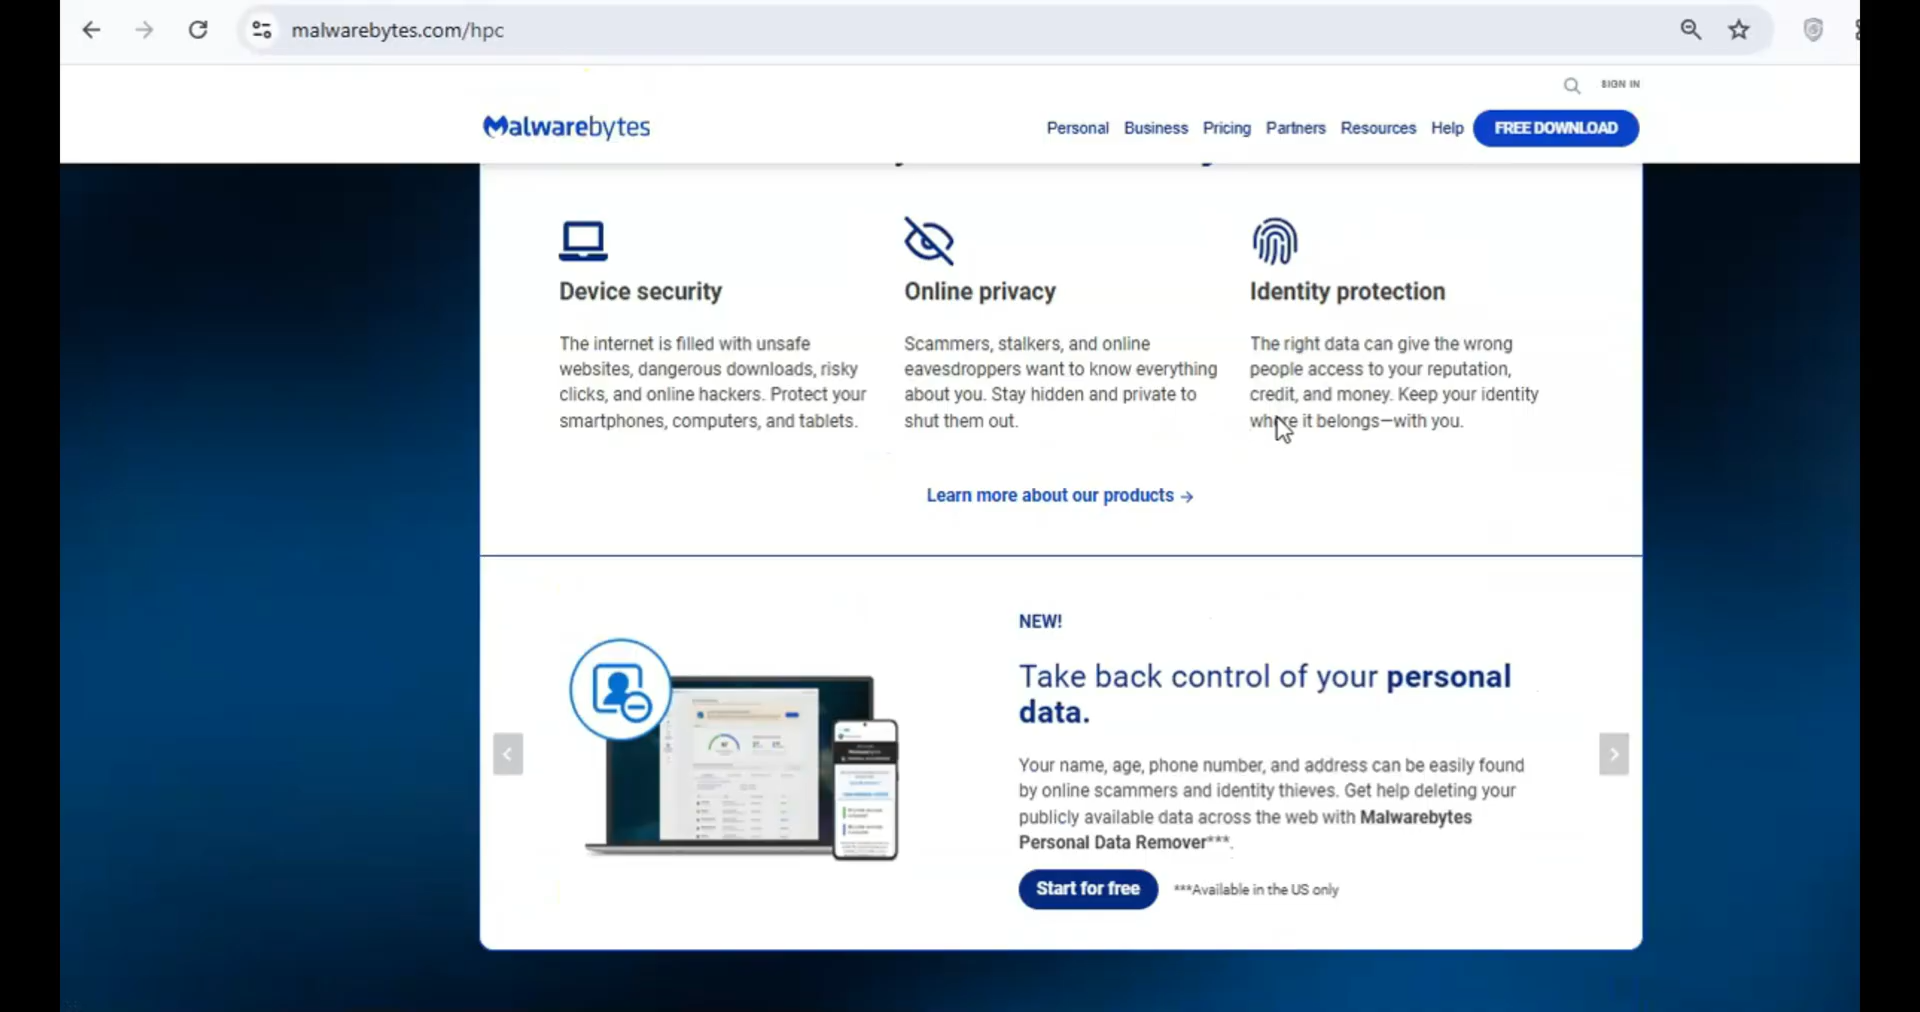 malwarebytes.com/hpc
SIGN IN
Malwarebytes
Personal Business Pricing Partners Resources Help FREE DOWNLOAD
Device security
The internet is filled with unsafe
websites, dangerous downloads, risky
clicks, and online hackers. Protect your
smartphones, computers, and tablets.
Online privacy
Scammers, stalkers, and online
eavesdroppers want to know everything
about you. Stay hidden and private to
shut them out.
Identity protection
The right data can give the wrong
people access to your reputation,
credit, and money. Keep your identity
where it belongs—with you.
Learn more about our products →
NEW!
Take back control of your personal
data.
Your name, age, phone number, and address can be easily found
by online scammers and identity thieves. Get help deleting your
publicly available data across the web with Malwarebytes
Personal Data Remover***.
Start for free
***Available in the US only